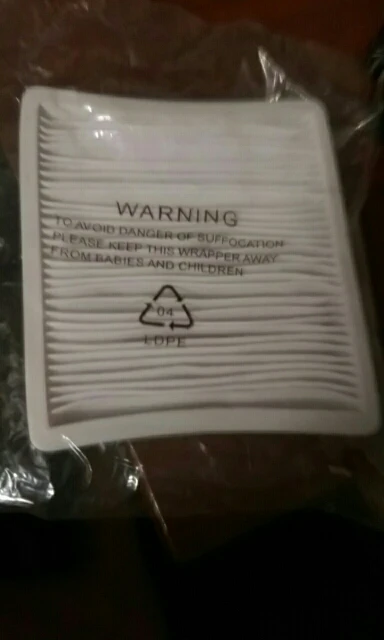 WARNING
TO AVOID DANGER OF SUFFOCATION
PLEASE KEEP THIS WRAPPER AWAY
FROM BABIES AND CHILDREN
04
LDPE